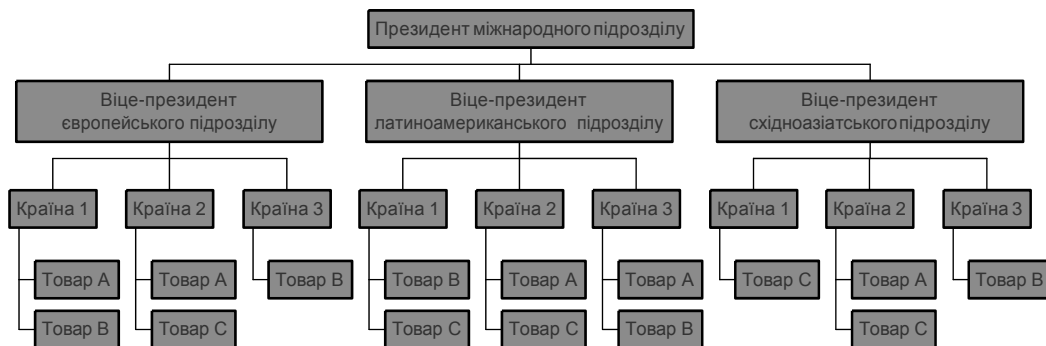 Президент міжнародного підрозділу
Віце-президент
європейського підрозділу
Віце-президент
латиноамериканського підрозділу
Віце-президент
східноазіатського підрозділу
Країна 1
Країна 2
Країна 3
Країна 1
Країна 2
Країна 3
Країна 1
Країна 2
Країна 3
Товар А
Товар А
Товар В
Товар В
Товар А
Товар А
Товар С
Товар А
Товар В
Товар В
Товар С
Товар С
Товар С
Товар В
Товар С